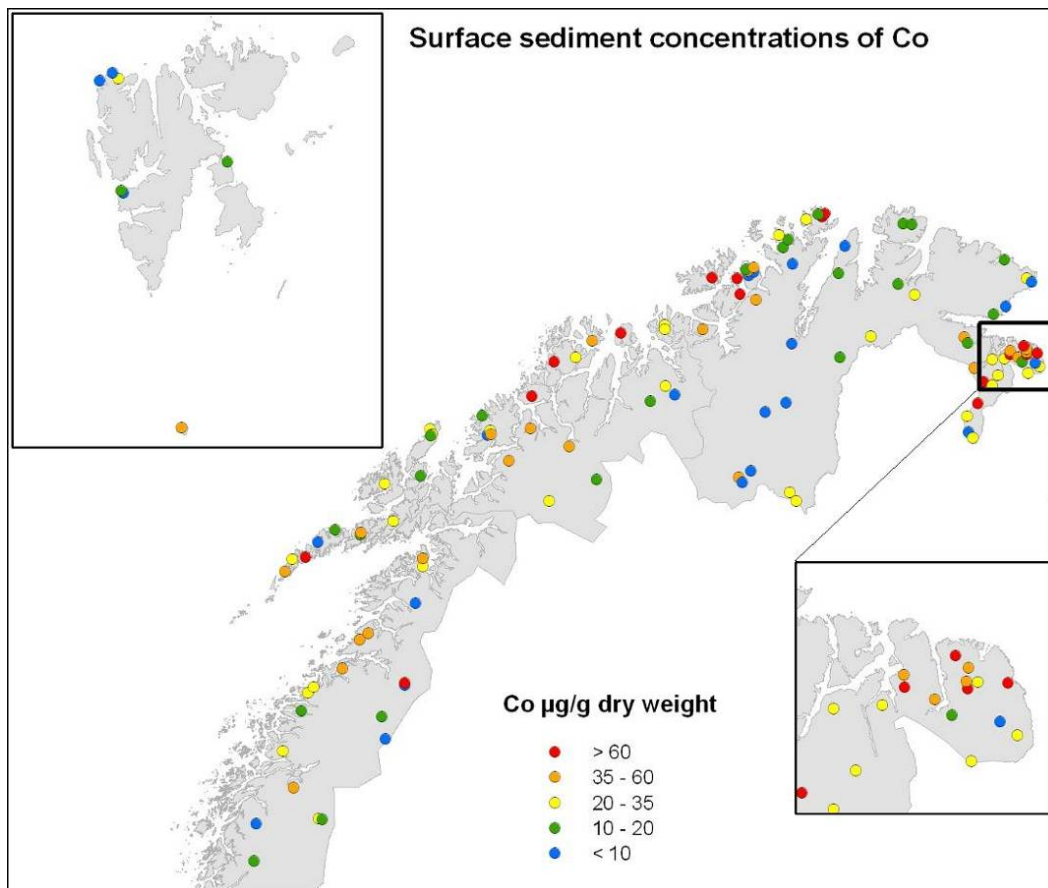 Surface sediment concentrations of Co
Co µg/g dry weight
> 60
35 - 60
20 - 35
10 - 20
< 10